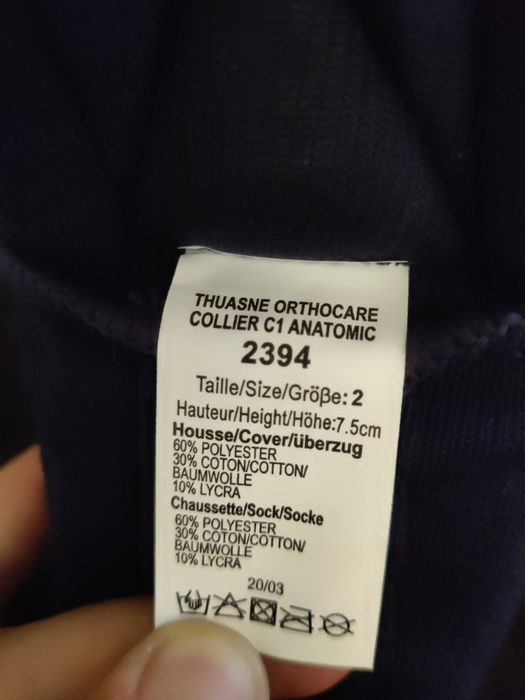 THUASNE ORTHOCARE
COLLIER C1 ANATOMIC
2394
Taille/Size/Größe: 2
Hauteur/Height/Höhe:7.5cm
Housse/Cover/überzug
60% POLYESTER
30% COTON/COTTON/
BAUMWOLLE
10% LYCRA
Chaussette/Sock/Socke
60% POLYESTER
30% COTON/COTTON/
BAUMWOLLE
10% LYCRA
20/03